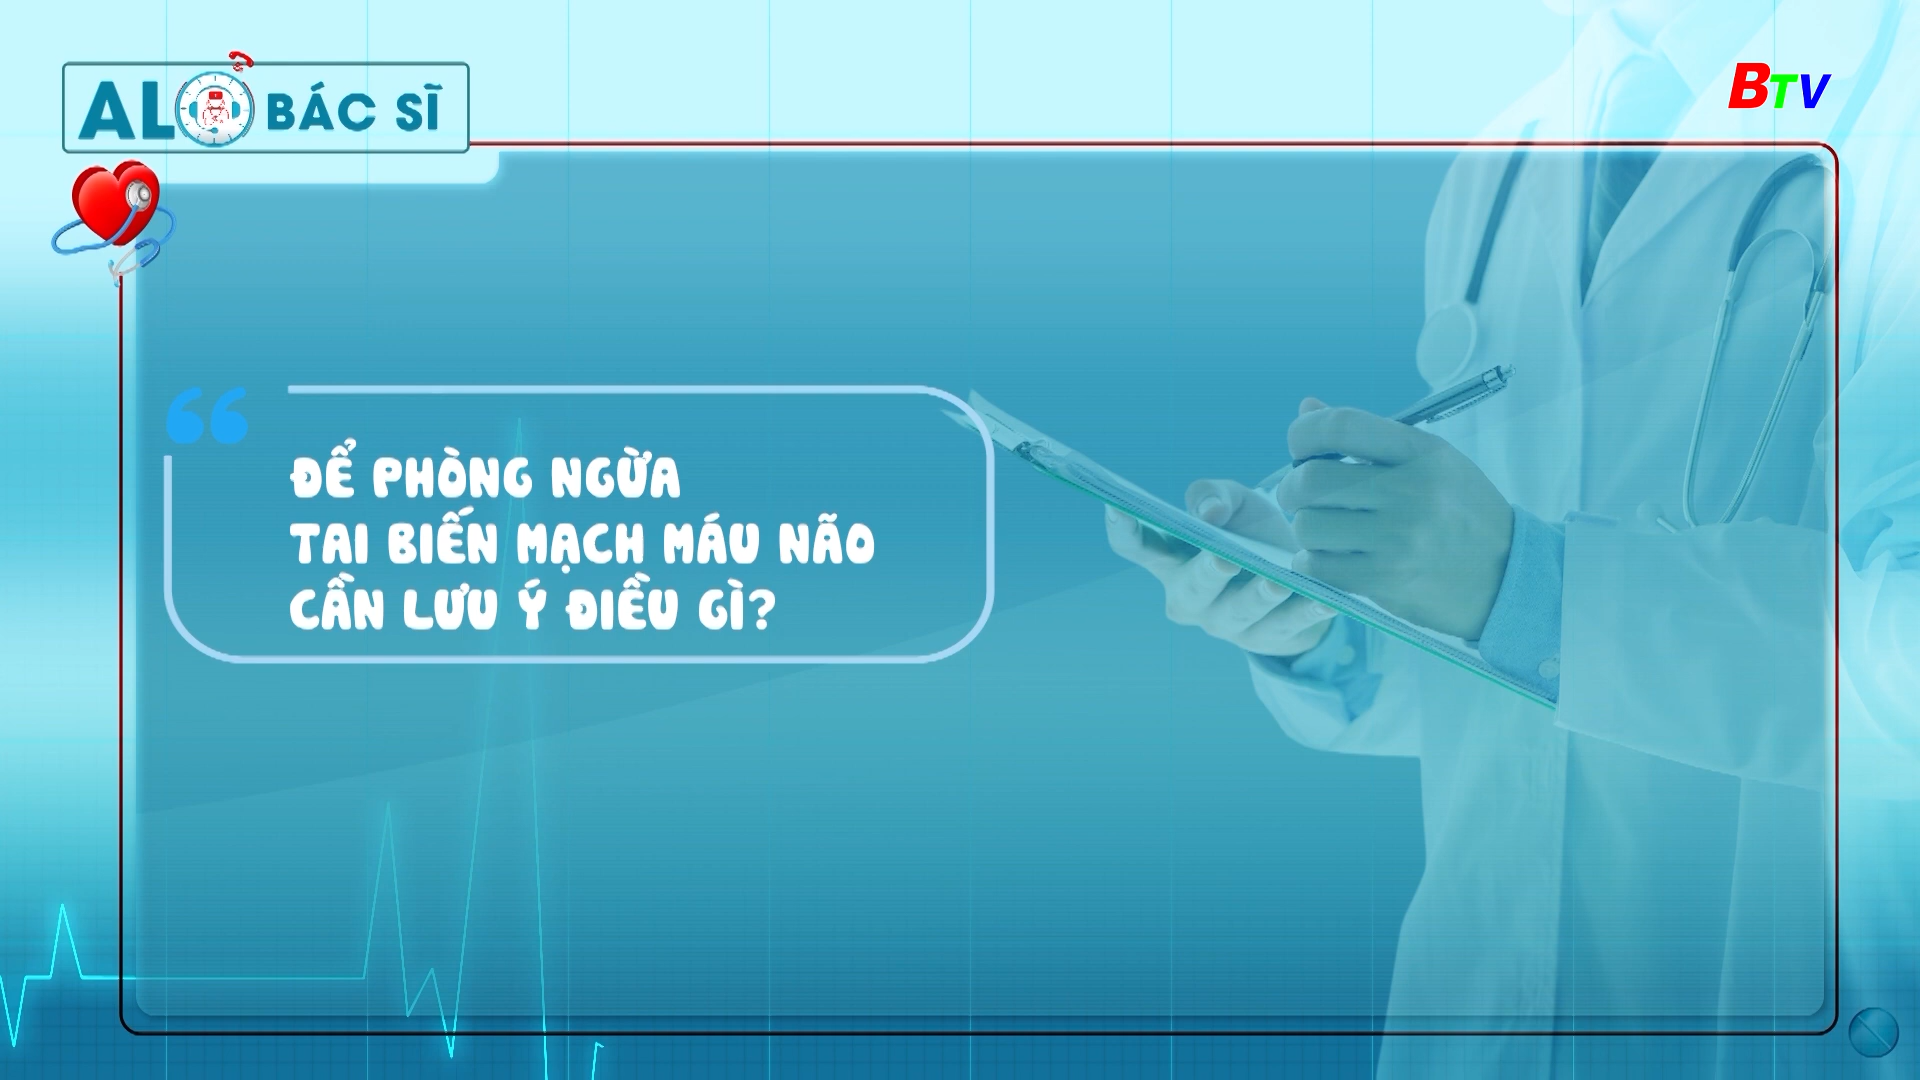 ALO BÁC SĨ
BTV
“
ĐỂ PHÒNG NGỪA
TAI BIẾN MẠCH MÁU NÃO
CẦN LƯU Ý ĐIỀU GÌ?